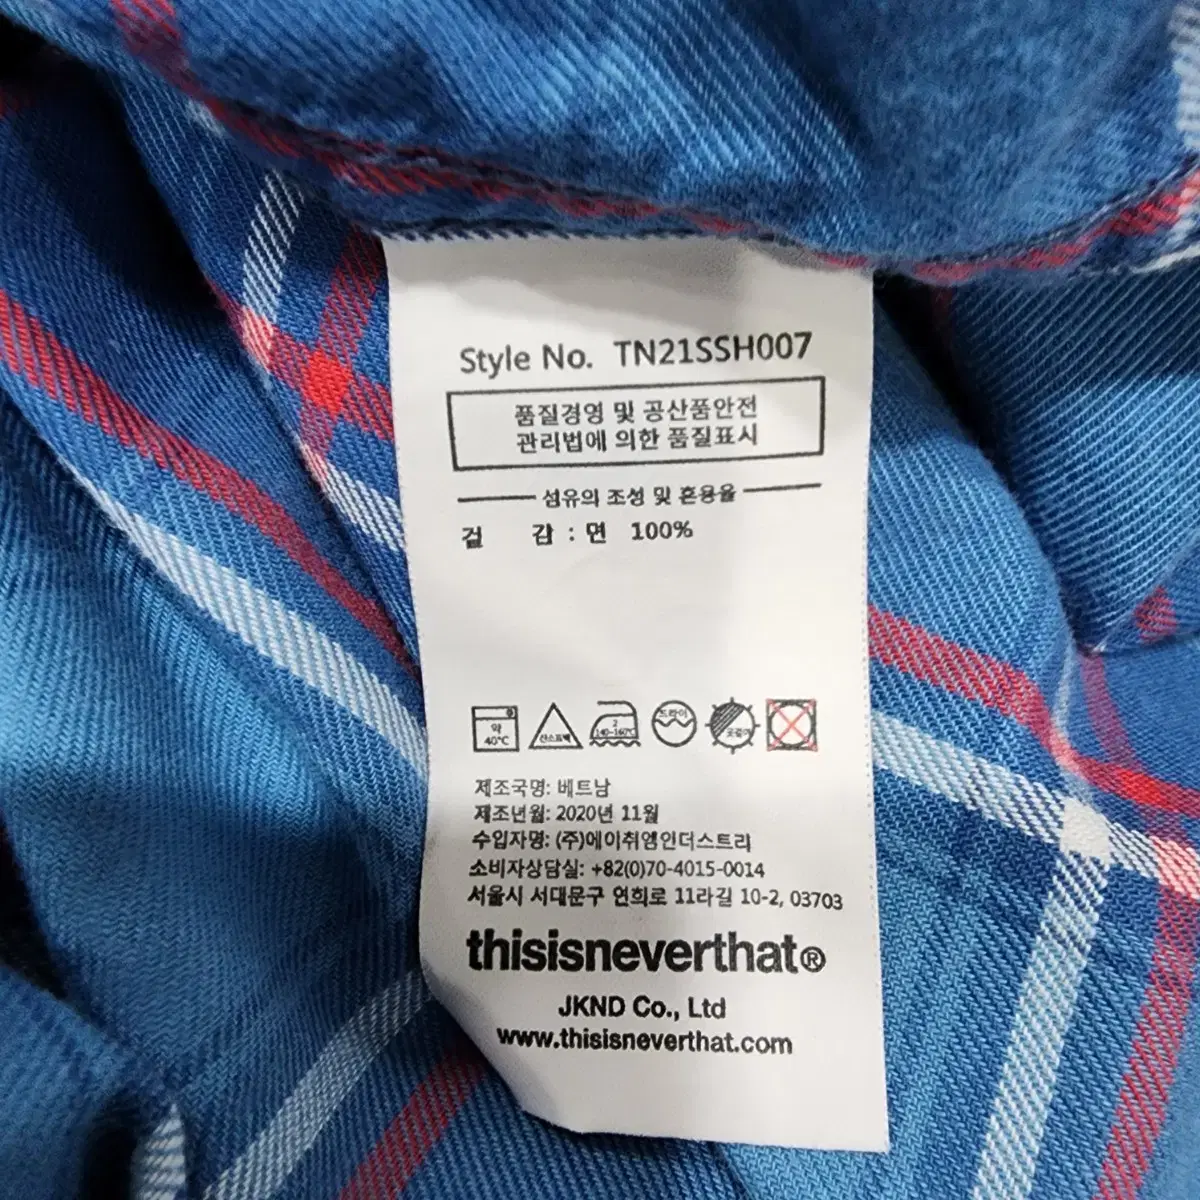 Style No. TN21SSH007
품질경영 및 공산품안전
관리법에 의한 품질표시
섬유의 조성 및 혼용율
겉 감 : 면 100%
약 40℃ 산소표백 2 140~160℃ 드라이 옷걸이
제조국명: 베트남
제조년월: 2020년 11월
수입자명: (주)에이취엠인더스트리
소비자상담실: +82(0)70-4015-0014
서울시 서대문구 연희로 11라길 10-2, 03703
thisisneverthat®
JKND Co., Ltd
www.thisisneverthat.com